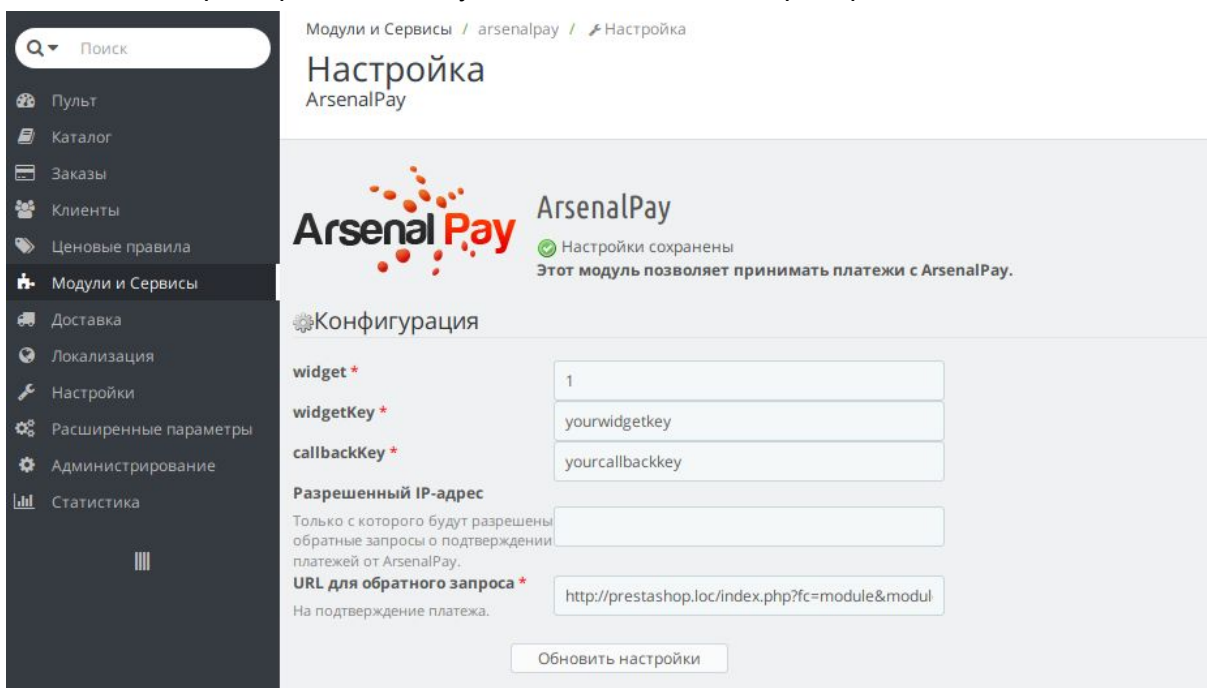 Поиск
Пульт
Каталог
Заказы
Клиенты
Ценовые правила
Модули и Сервисы
Доставка
Локализация
Настройки
Расширенные параметры
Администрирование
Статистика
Модули и Сервисы / arsenalpay / Настройка
Настройка
ArsenalPay
Arsenal Pay
ArsenalPay
Настройки сохранены
Этот модуль позволяет принимать платежи с ArsenalPay.
Конфигурация
widget *
1
widgetKey *
yourwidgetkey
callbackKey *
yourcallbackkey
Разрешенный IP-адрес
Только с которого будут разрешены
обратные запросы о подтверждении
платежей от ArsenalPay.
URL для обратного запроса *
http://prestashop.loc/index.php?fc=module&modul
На подтверждение платежа.
Обновить настройки